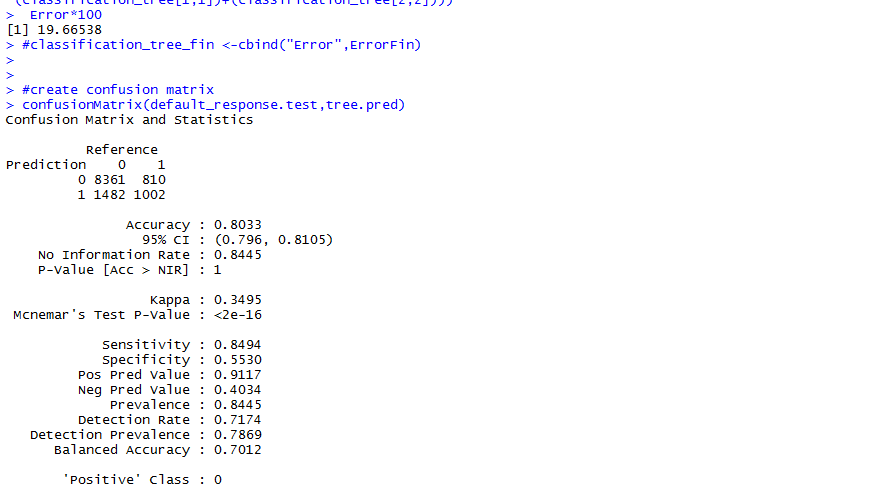 (classification_tree[1,1])+(classification_tree[2,2])))
>  Error*100
[1] 19.66538
> #classification_tree_fin <-cbind("Error",ErrorFin)
>
>
> #create confusion matrix
> confusionMatrix(default_response.test,tree.pred)
Confusion Matrix and Statistics
Reference
Prediction    0    1
0 8361  810
1 1482 1002
Accuracy : 0.8033
95% CI : (0.796, 0.8105)
No Information Rate : 0.8445
P-Value [Acc > NIR] : 1
Kappa : 0.3495
Mcnemar's Test P-Value : <2e-16
Sensitivity : 0.8494
Specificity : 0.5530
Pos Pred Value : 0.9117
Neg Pred Value : 0.4034
Prevalence : 0.8445
Detection Rate : 0.7174
Detection Prevalence : 0.7869
Balanced Accuracy : 0.7012
'Positive' Class : 0